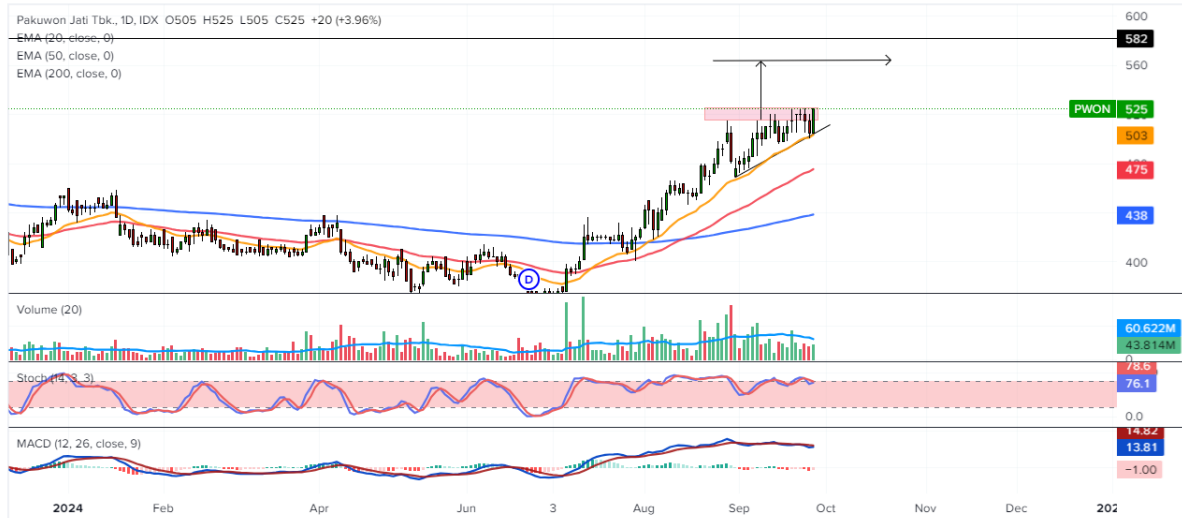 Pakuwon Jati Tbk., 1D, IDX O505 H525 L505 C525 +20 (+3.96%)
EMA (20, close, 0)
EMA (50, close, 0)
EMA (200, close, 0)
600
582
560
PWON 525
503
475
438
400
D
Volume (20)
60.622M
43.814M
0
Stoch (14, 3, 3)
78.6
76.1
0.0
MACD (12, 26, close, 9)
14.82
13.81
−1.00
2024 Feb Apr Jun 3 Aug Sep Oct Nov Dec 202